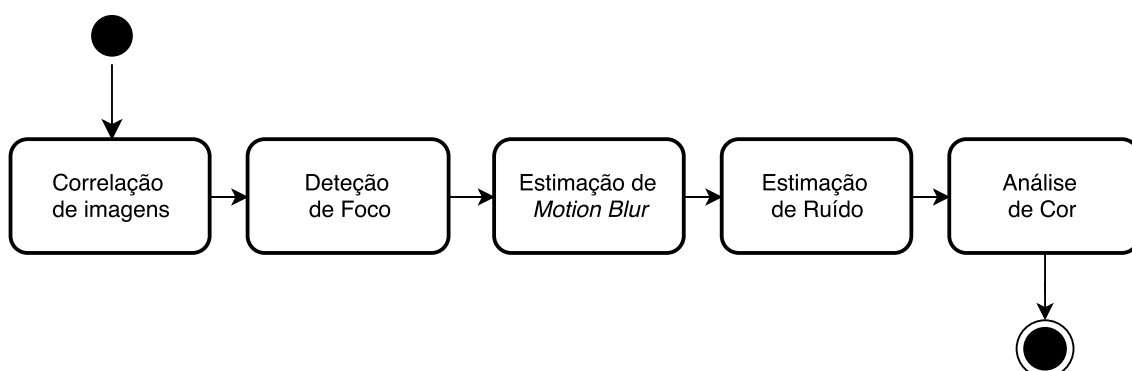 Correlação
de imagens
Deteção
de Foco
Estimação de
Motion Blur
Estimação
de Ruído
Análise
de Cor